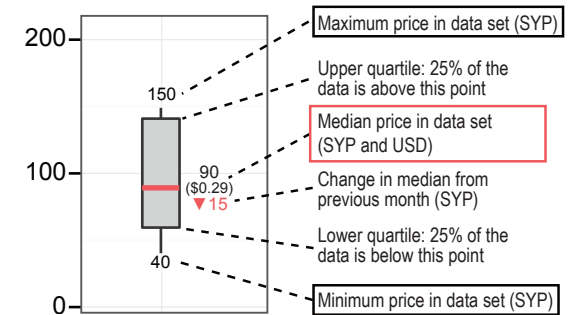 200
100
0
150
90
($0.29)
▼15
40
Maximum price in data set (SYP)
Upper quartile: 25% of the
data is above this point
Median price in data set
(SYP and USD)
Change in median from
previous month (SYP)
Lower quartile: 25% of the
data is below this point
Minimum price in data set (SYP)